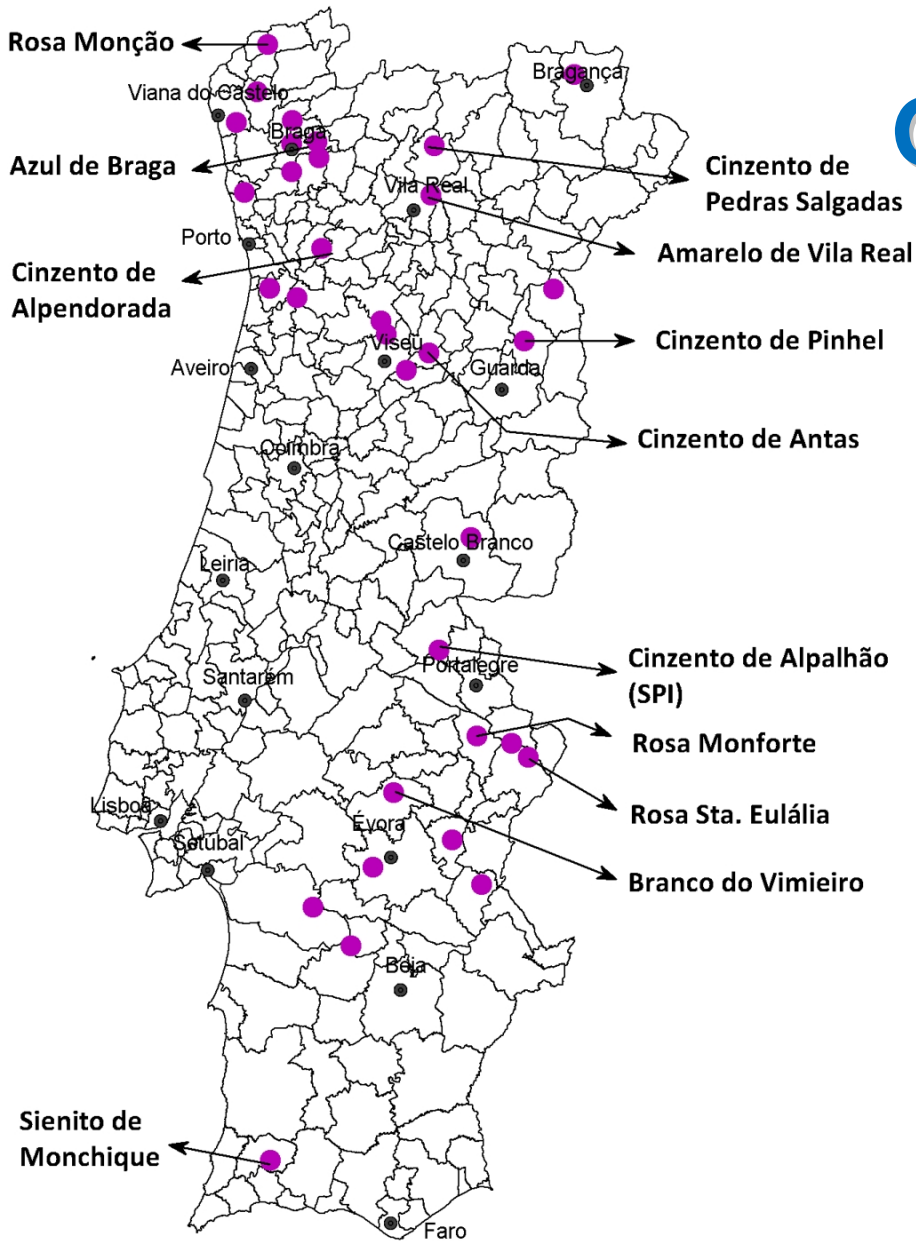 Rosa Monção
Bragança
Viana do Castelo
Braga
Azul de Braga
Cinzento de
Pedras Salgadas
Vila Real
Porto
Amarelo de Vila Real
Cinzento de
Alpendorada
Viseu
Cinzento de Pinhel
Aveiro
Guarda
Cinzento de Antas
Coimbra
Castelo Branco
Leiria
Cinzento de Alpalhão
(SPI)
Portalegre
Santarém
Rosa Monforte
Lisboa
Rosa Sta. Eulália
Évora
Setubal
Branco do Vimieiro
Beja
Sienito de
Monchique
Faro